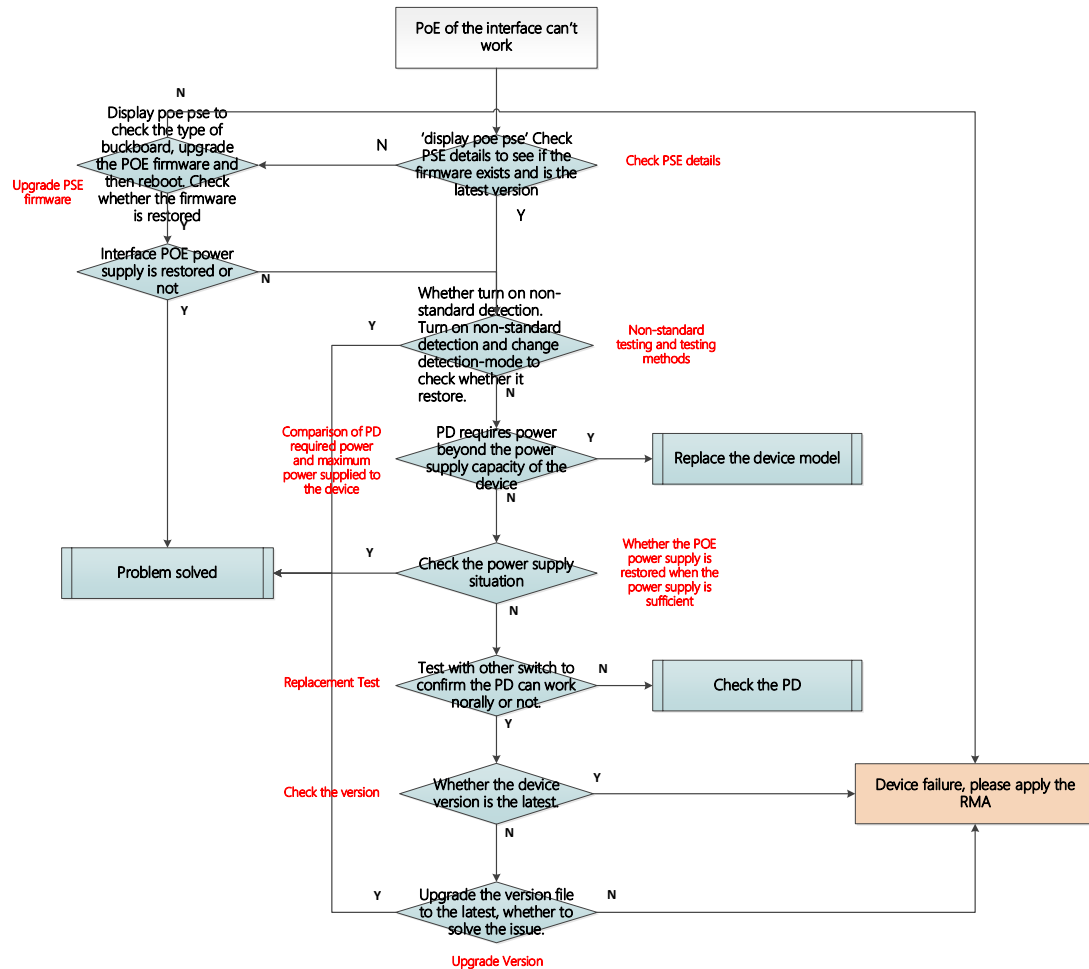 PoE of the interface can't
work
N
Display poe pse to
check the type of
buckboard, upgrade
the POE firmware and
then reboot. Check
whether the firmware
is restored
Upgrade PSE
firmware
N
'display poe pse' Check
PSE details to see if the
firmware exists and is the
latest version
Check PSE details
Y
Y
Interface POE power
supply is restored or
not
N
Y
Whether turn on non-
standard detection.
Turn on non-standard
detection and change
detection-mode to
check whether it
restore.
Y
Non-standard
testing and testing
methods
N
Comparison of PD
required power
and maximum
power supplied to
the device
PD requires power
beyond the power
supply capacity of the
device
Y
Replace the device model
N
Problem solved
Y
Check the power supply
situation
Whether the POE
power supply is
restored when the
power supply is
sufficient
N
Replacement Test
Test with other switch to
confirm the PD can work
norally or not.
N
Check the PD
Y
Check the version
Whether the device
version is the latest.
Y
Device failure, please apply the
RMA
N
Y
Upgrade the version file
to the latest, whether to
solve the issue.
N
Upgrade Version